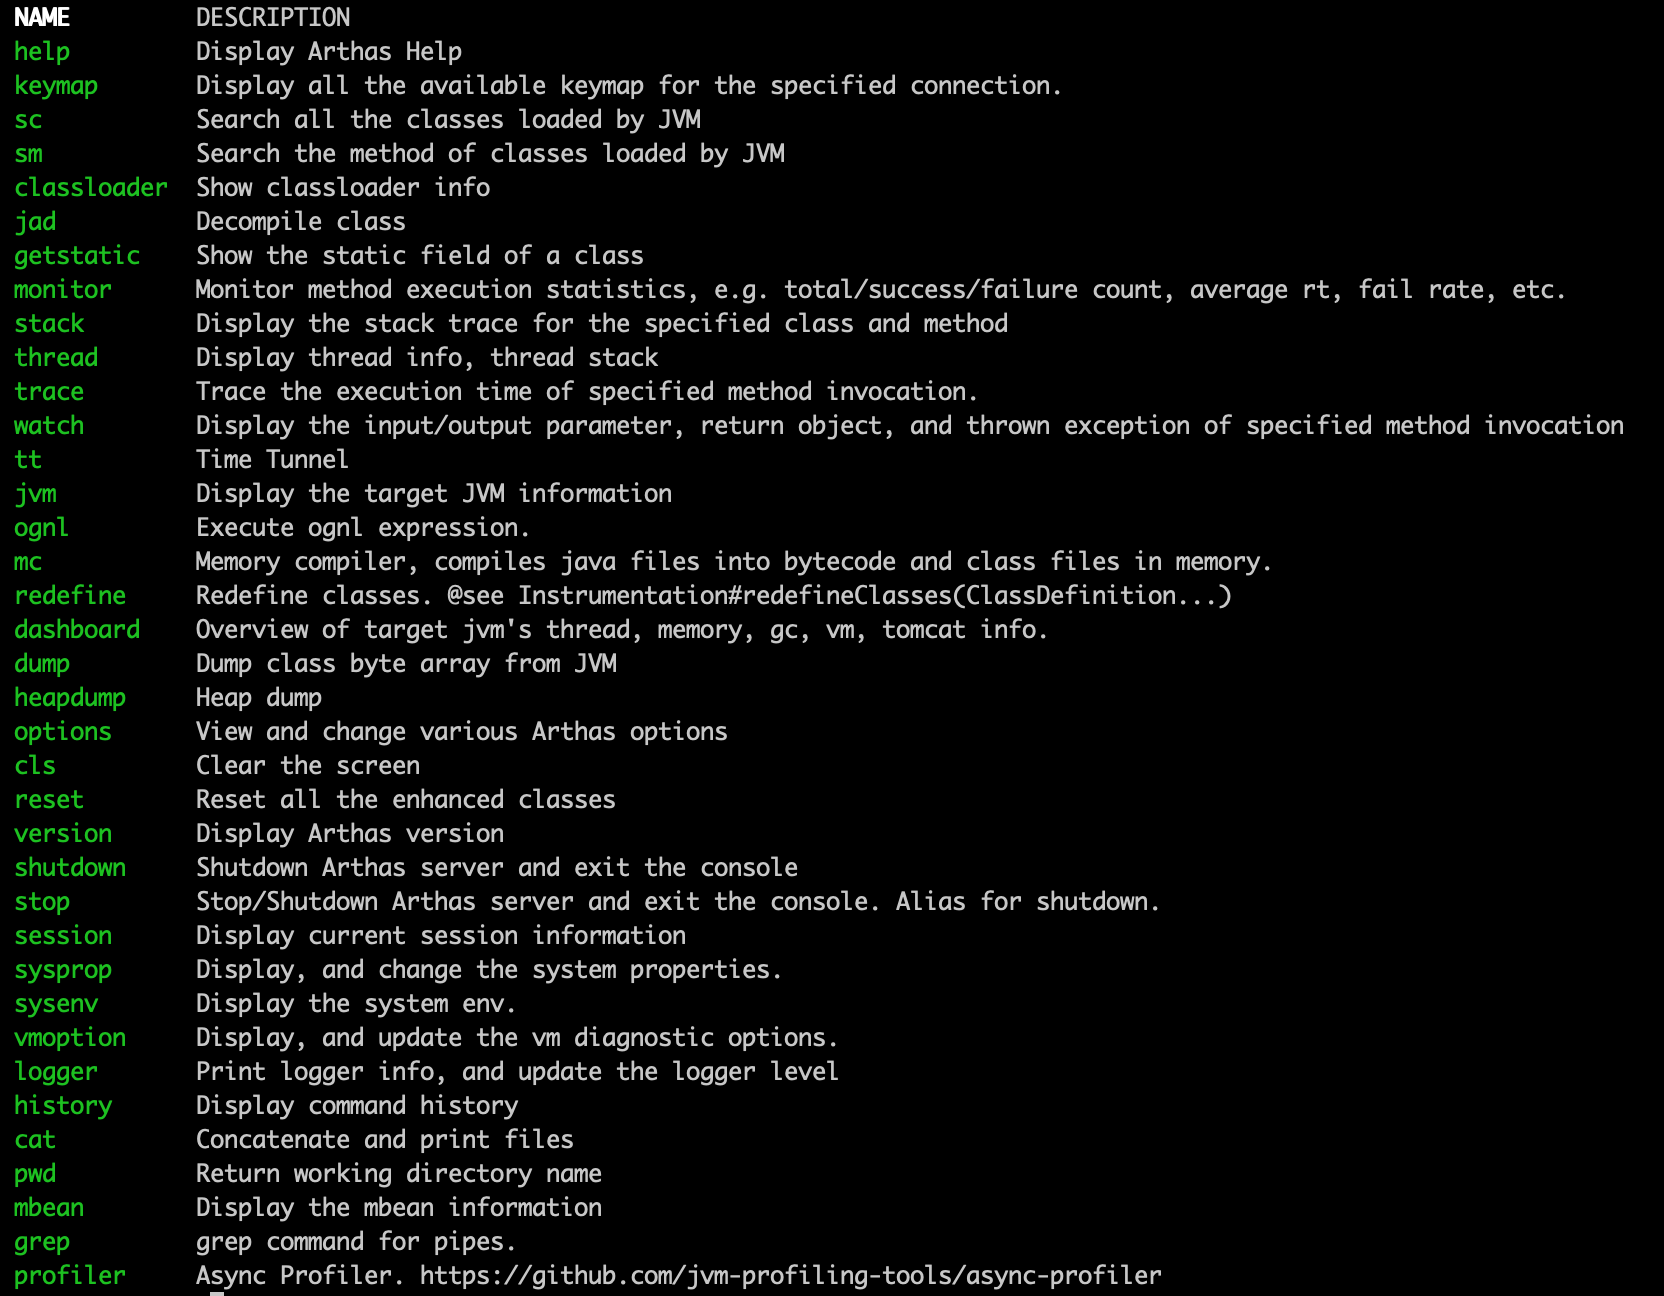 NAME DESCRIPTION
help Display Arthas Help
keymap Display all the available keymap for the specified connection.
sc Search all the classes loaded by JVM
sm Search the method of classes loaded by JVM
classloader Show classloader info
jad Decompile class
getstatic Show the static field of a class
monitor Monitor method execution statistics, e.g. total/success/failure count, average rt, fail rate, etc.
stack Display the stack trace for the specified class and method
thread Display thread info, thread stack
trace Trace the execution time of specified method invocation.
watch Display the input/output parameter, return object, and thrown exception of specified method invocation
tt Time Tunnel
jvm Display the target JVM information
ognl Execute ognl expression.
mc Memory compiler, compiles java files into bytecode and class files in memory.
redefine Redefine classes. @see Instrumentation#redefineClasses(ClassDefinition...)
dashboard Overview of target jvm's thread, memory, gc, vm, tomcat info.
dump Dump class byte array from JVM
heapdump Heap dump
options View and change various Arthas options
cls Clear the screen
reset Reset all the enhanced classes
version Display Arthas version
shutdown Shutdown Arthas server and exit the console
stop Stop/Shutdown Arthas server and exit the console. Alias for shutdown.
session Display current session information
sysprop Display, and change the system properties.
sysenv Display the system env.
vmoption Display, and update the vm diagnostic options.
logger Print logger info, and update the logger level
history Display command history
cat Concatenate and print files
pwd Return working directory name
mbean Display the mbean information
grep grep command for pipes.
profiler Async Profiler. https://github.com/jvm-profiling-tools/async-profiler